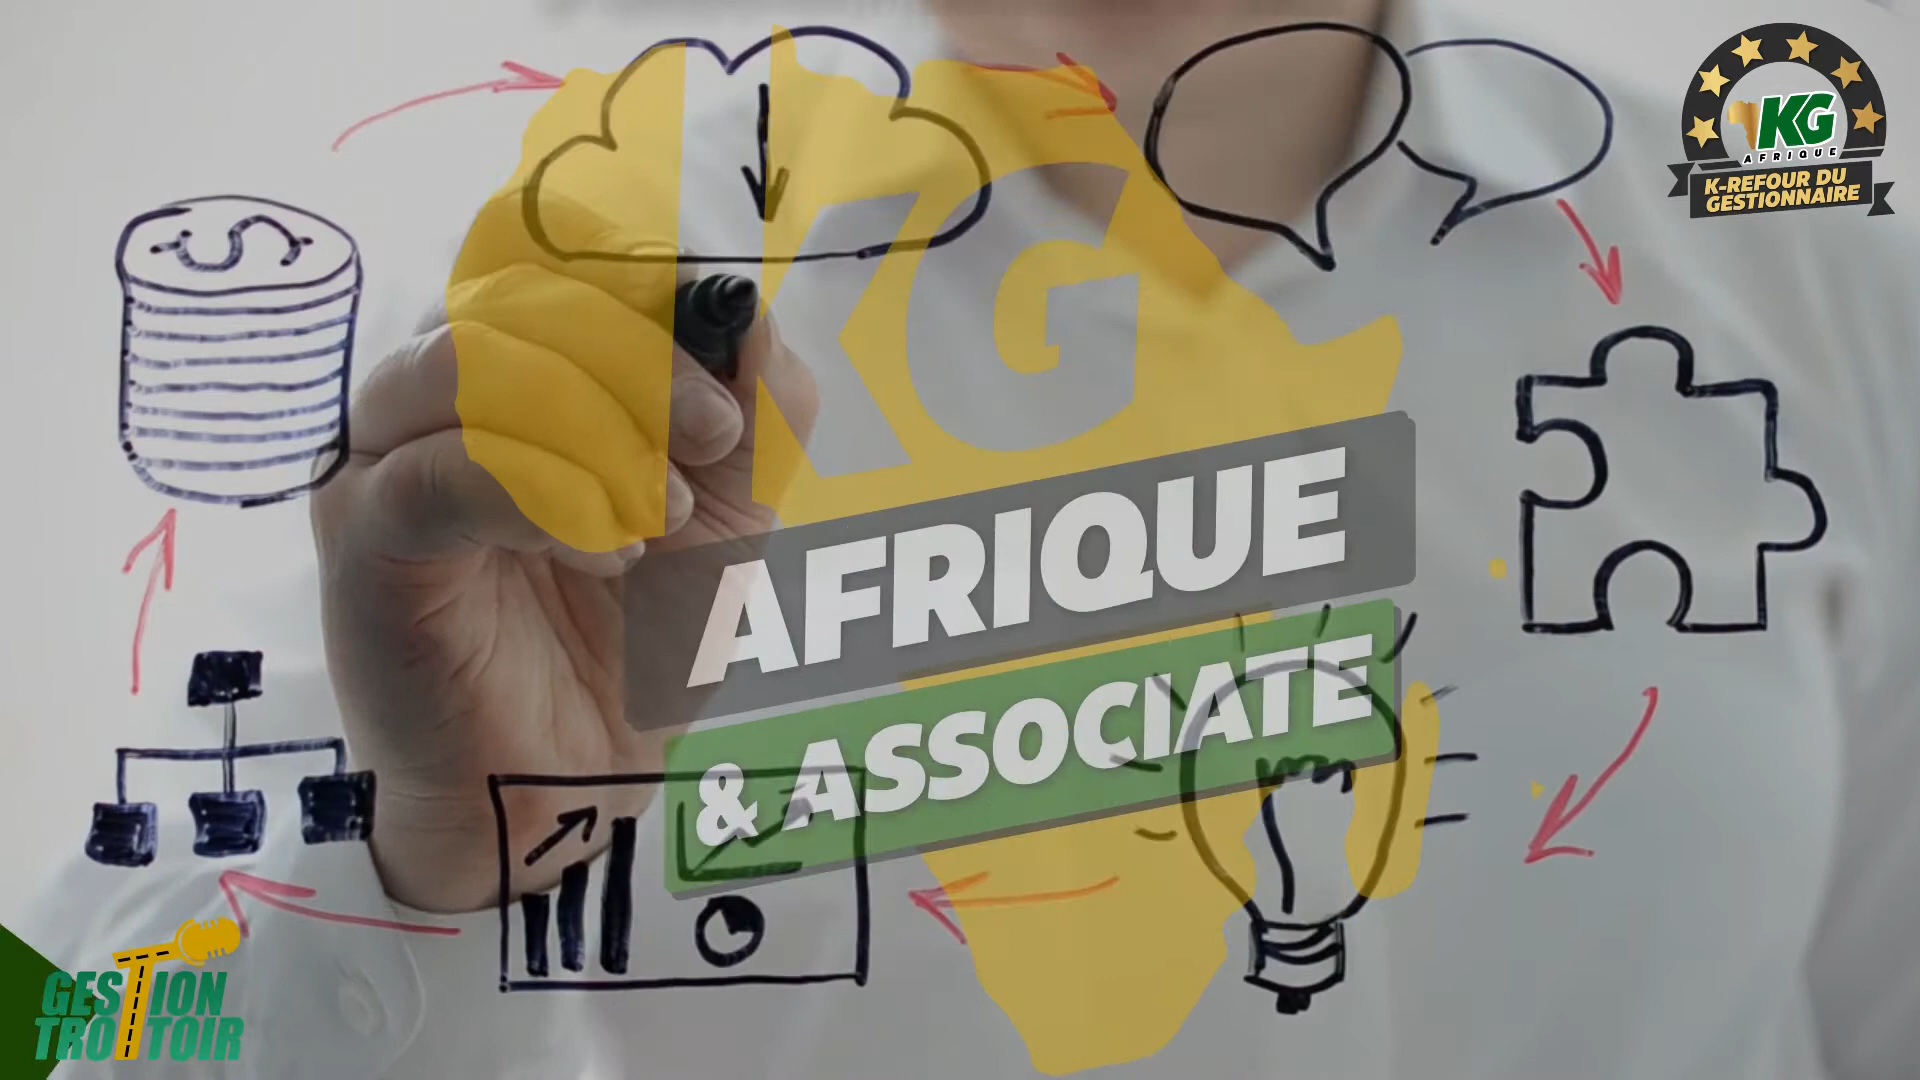 KG
AFRIQUE
K-REFOUR DU
GESTIONNAIRE
KG
AFRIQUE
& ASSOCIATE
GESTION
TROTTOIR